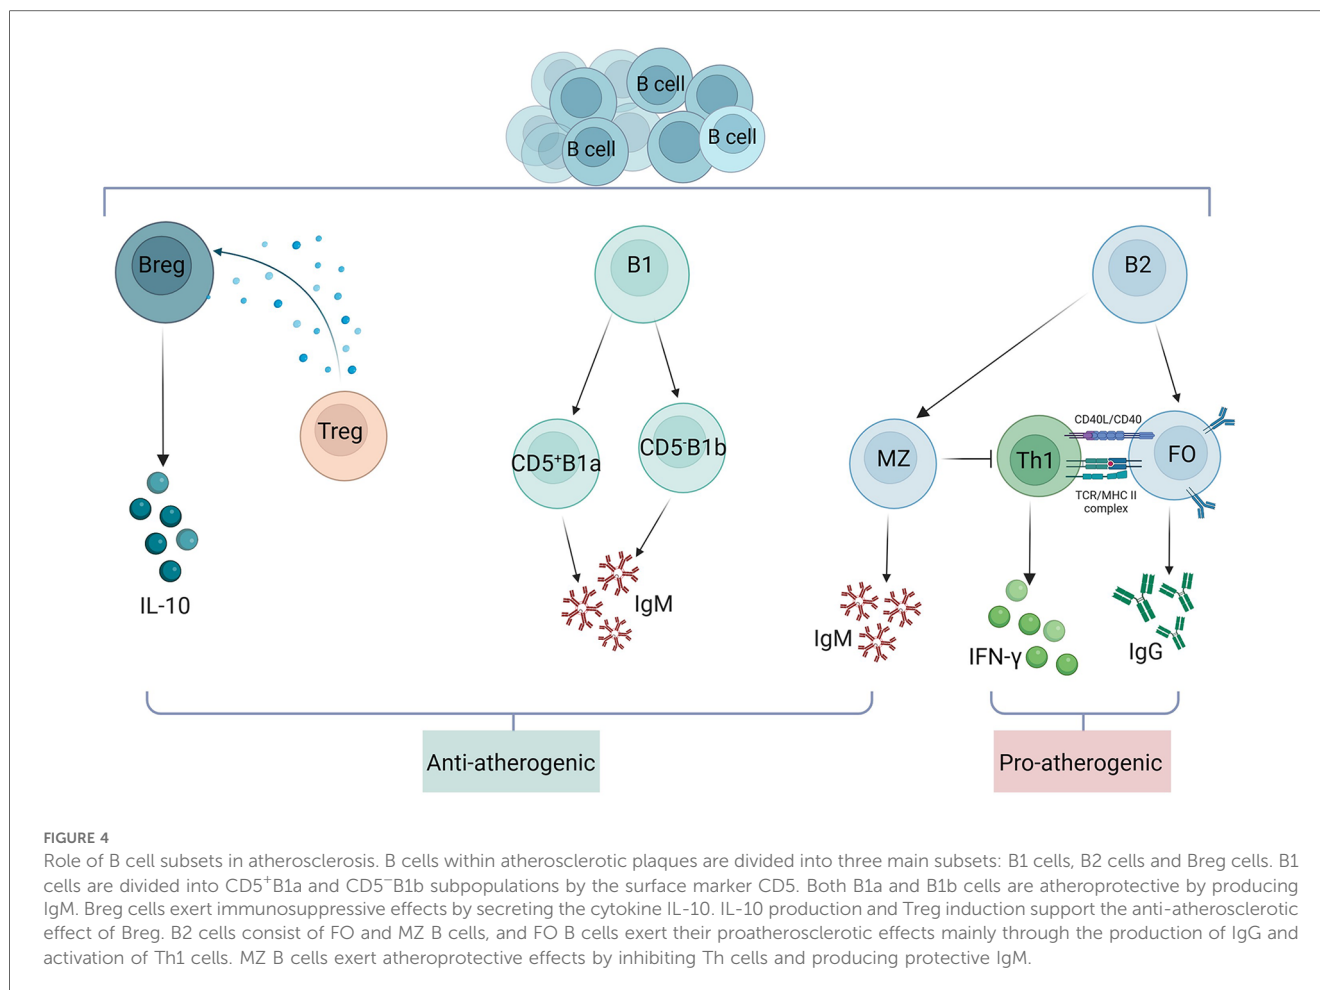 B cell
B cell
B cell
Breg
B1
B2
Treg
CD5⁺B1a
CD5⁻B1b
MZ
Th1
CD40L/CD40
FO
TCR/MHC II
complex
IL-10
IgM
IgM
IFN-γ
IgG
Anti-atherogenic
Pro-atherogenic
FIGURE 4
Role of B cell subsets in atherosclerosis. B cells within atherosclerotic plaques are divided into three main subsets: B1 cells, B2 cells and Breg cells. B1
cells are divided into CD5⁺B1a and CD5⁻B1b subpopulations by the surface marker CD5. Both B1a and B1b cells are atheroprotective by producing
IgM. Breg cells exert immunosuppressive effects by secreting the cytokine IL-10. IL-10 production and Treg induction support the anti-atherosclerotic
effect of Breg. B2 cells consist of FO and MZ B cells, and FO B cells exert their proatherosclerotic effects mainly through the production of IgG and
activation of Th1 cells. MZ B cells exert atheroprotective effects by inhibiting Th cells and producing protective IgM.